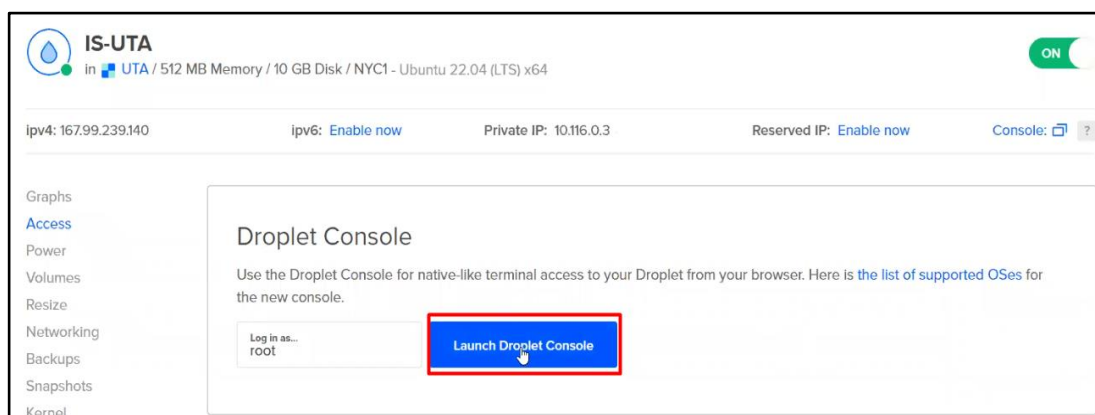 IS-UTA
in UTA / 512 MB Memory / 10 GB Disk / NYC1 - Ubuntu 22.04 (LTS) x64
ON
ipv4: 167.99.239.140 ipv6: Enable now Private IP: 10.116.0.3 Reserved IP: Enable now Console: ?
Graphs
Access
Power
Volumes
Resize
Networking
Backups
Snapshots
Kernel
Droplet Console
Use the Droplet Console for native-like terminal access to your Droplet from your browser. Here is the list of supported OSes for
the new console.
Log in as...
root
Launch Droplet Console